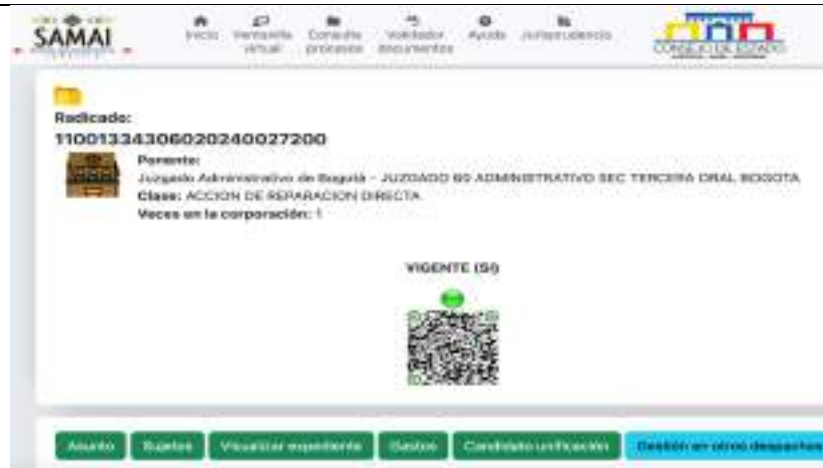 SAMAI
Inicio
Ventanilla virtual
Consulta procesos
Validador documentos
Ayuda
Jurisprudencia
CONSEJO DE ESTADO
Radicado:
11001334306020240027200
Ponente:
Juzgado Administrativo de Bogotá - JUZGADO 60 ADMINISTRATIVO SEC TERCERA ORAL BOGOTA
Clase: ACCION DE REPARACION DIRECTA
Veces en la corporación: 1
VIGENTE (SI)
Asunto
Sujetos
Visualizar expediente
Gastos
Candidato unificación
Gestión en otros despachos